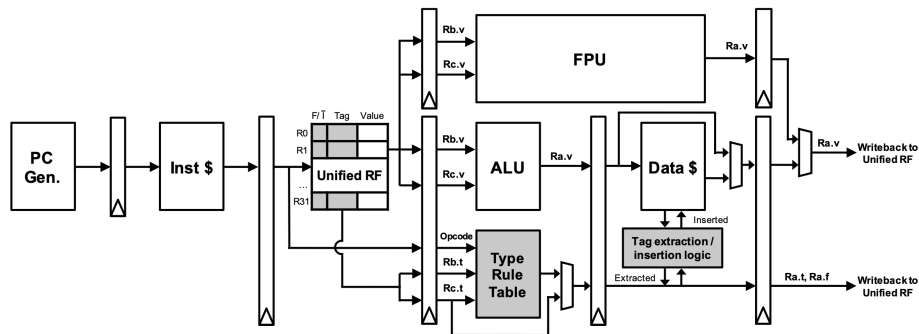 Rb.v
Rc.v
FPU
Ra.v
F/Ī Tag Value
R0
R1
...
R31
Unified RF
PC
Gen.
Inst $
Rb.v
Rc.v
ALU
Ra.v
Data $
Ra.v
Writeback to
Unified RF
Inserted
Tag extraction /
insertion logic
Extracted
Opcode
Rb.t
Rc.t
Type
Rule
Table
Ra.t, Ra.f
Writeback to
Unified RF